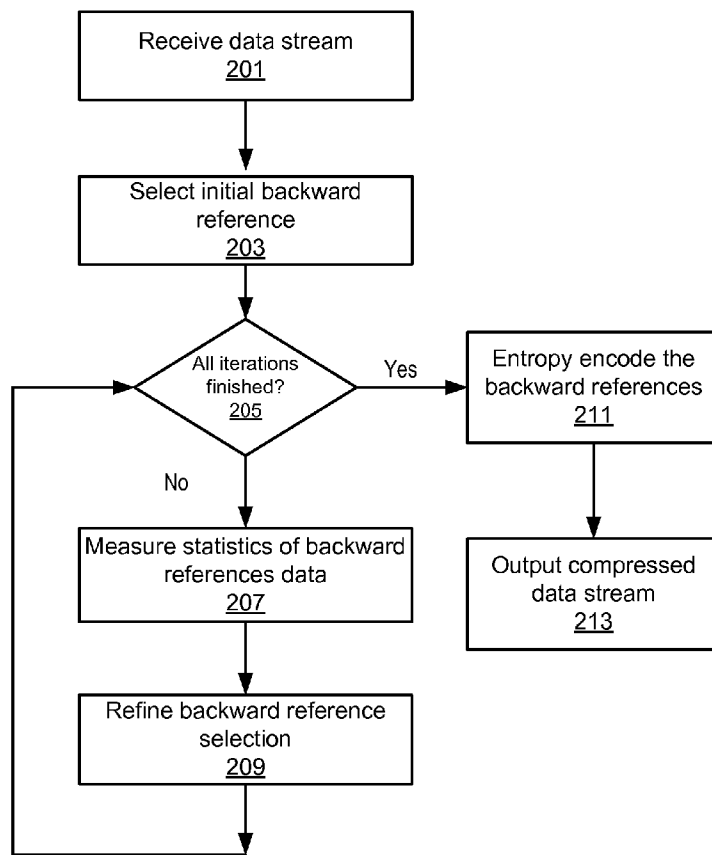 Receive data stream
201
Select initial backward
reference
203
All iterations
finished?
205
Yes
No
Measure statistics of backward
references data
207
Refine backward reference
selection
209
Entropy encode the
backward references
211
Output compressed
data stream
213